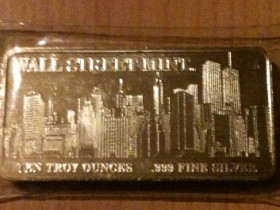 WALL STREET MINT
TEN TROY OUNCES .999 FINE SILVER